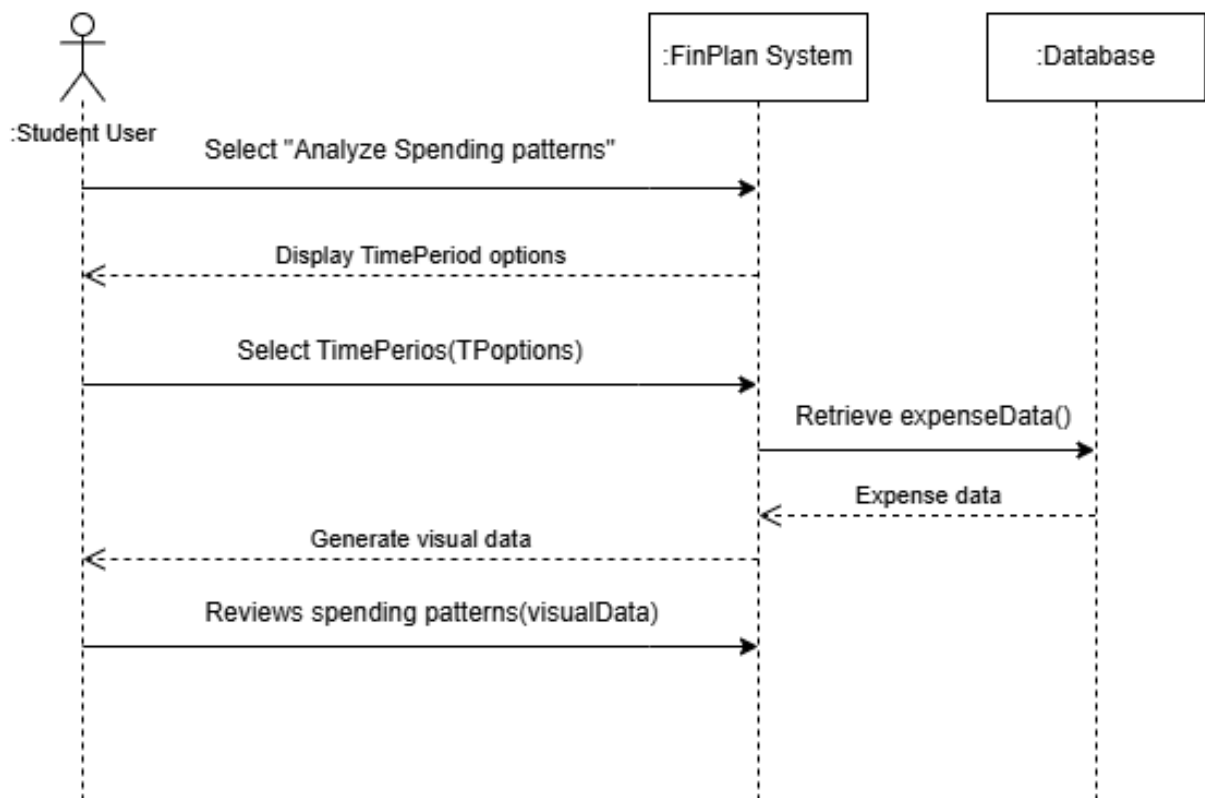 :FinPlan System
:Database
:Student User
Select "Analyze Spending patterns"
Display TimePeriod options
Select TimePerios(TPoptions)
Retrieve expenseData()
Expense data
Generate visual data
Reviews spending patterns(visualData)